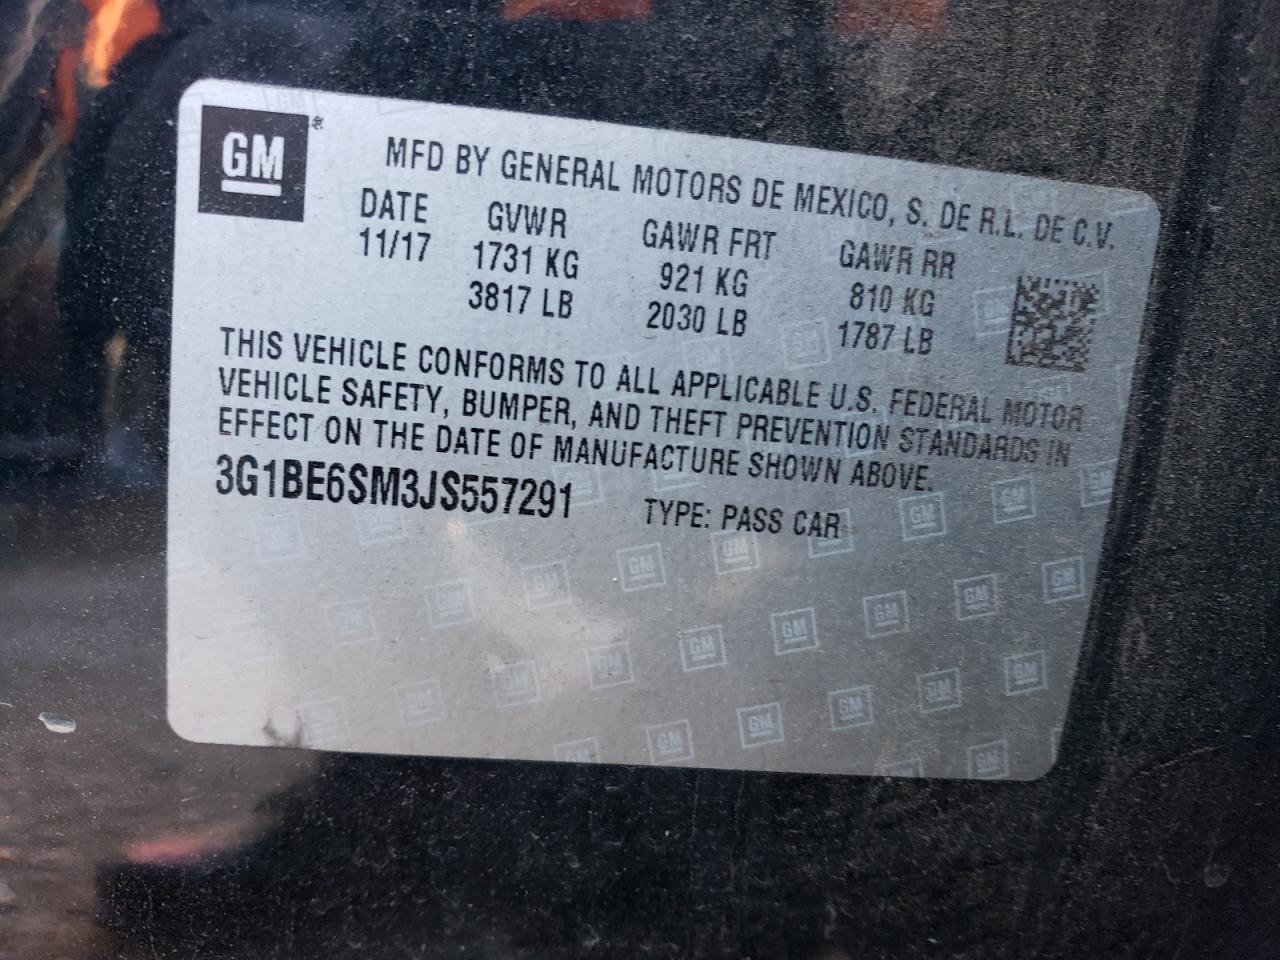 GM ®
MFD BY GENERAL MOTORS DE MEXICO, S. DE R.L. DE C.V.
DATE GVWR GAWR FRT GAWR RR
11/17 1731 KG 921 KG 810 KG
3817 LB 2030 LB 1787 LB
THIS VEHICLE CONFORMS TO ALL APPLICABLE U.S. FEDERAL MOTOR
VEHICLE SAFETY, BUMPER, AND THEFT PREVENTION STANDARDS IN
EFFECT ON THE DATE OF MANUFACTURE SHOWN ABOVE.
3G1BE6SM3JS557291 TYPE: PASS CAR